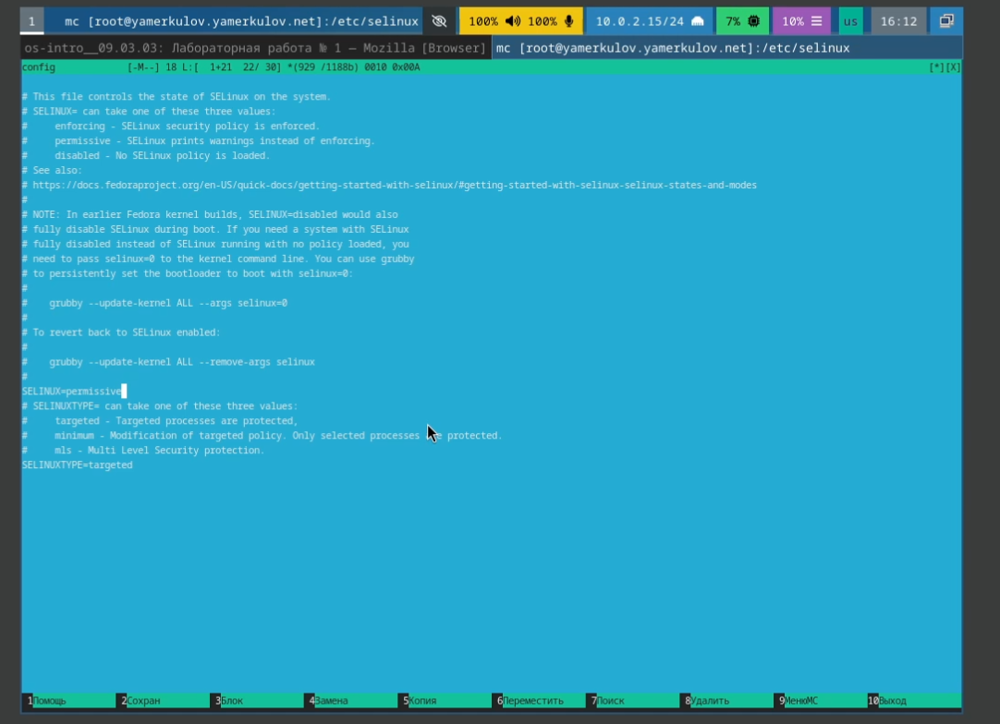 1 mc [root@yamerkulov.yamerkulov.net]:/etc/selinux 100% 100% 10.0.2.15/24 7% 10% us 16:12
os-intro__09.03.03: Лабораторная работа № 1 — Mozilla [Browser] mc [root@yamerkulov.yamerkulov.net]:/etc/selinux
config [-M--] 18 L:[ 1+21 22/ 30] *(929 /1188b) 0010 0x00A [*][X]
# This file controls the state of SELinux on the system.
# SELINUX= can take one of these three values:
#     enforcing - SELinux security policy is enforced.
#     permissive - SELinux prints warnings instead of enforcing.
#     disabled - No SELinux policy is loaded.
# See also:
# https://docs.fedoraproject.org/en-US/quick-docs/getting-started-with-selinux/#getting-started-with-selinux-selinux-states-and-modes
#
# NOTE: In earlier Fedora kernel builds, SELINUX=disabled would also
# fully disable SELinux during boot. If you need a system with SELinux
# fully disabled instead of SELinux running with no policy loaded, you
# need to pass selinux=0 to the kernel command line. You can use grubby
# to persistently set the bootloader to boot with selinux=0:
#
#    grubby --update-kernel ALL --args selinux=0
#
# To revert back to SELinux enabled:
#
#    grubby --update-kernel ALL --remove-args selinux
#
SELINUX=permissive
# SELINUXTYPE= can take one of these three values:
#     targeted - Targeted processes are protected,
#     minimum - Modification of targeted policy. Only selected processes are protected.
#     mls - Multi Level Security protection.
SELINUXTYPE=targeted
1Помощь 2Сохран 3Блок 4Замена 5Копия 6Переместить 7Поиск 8Удалить 9МенюMC 10Выход